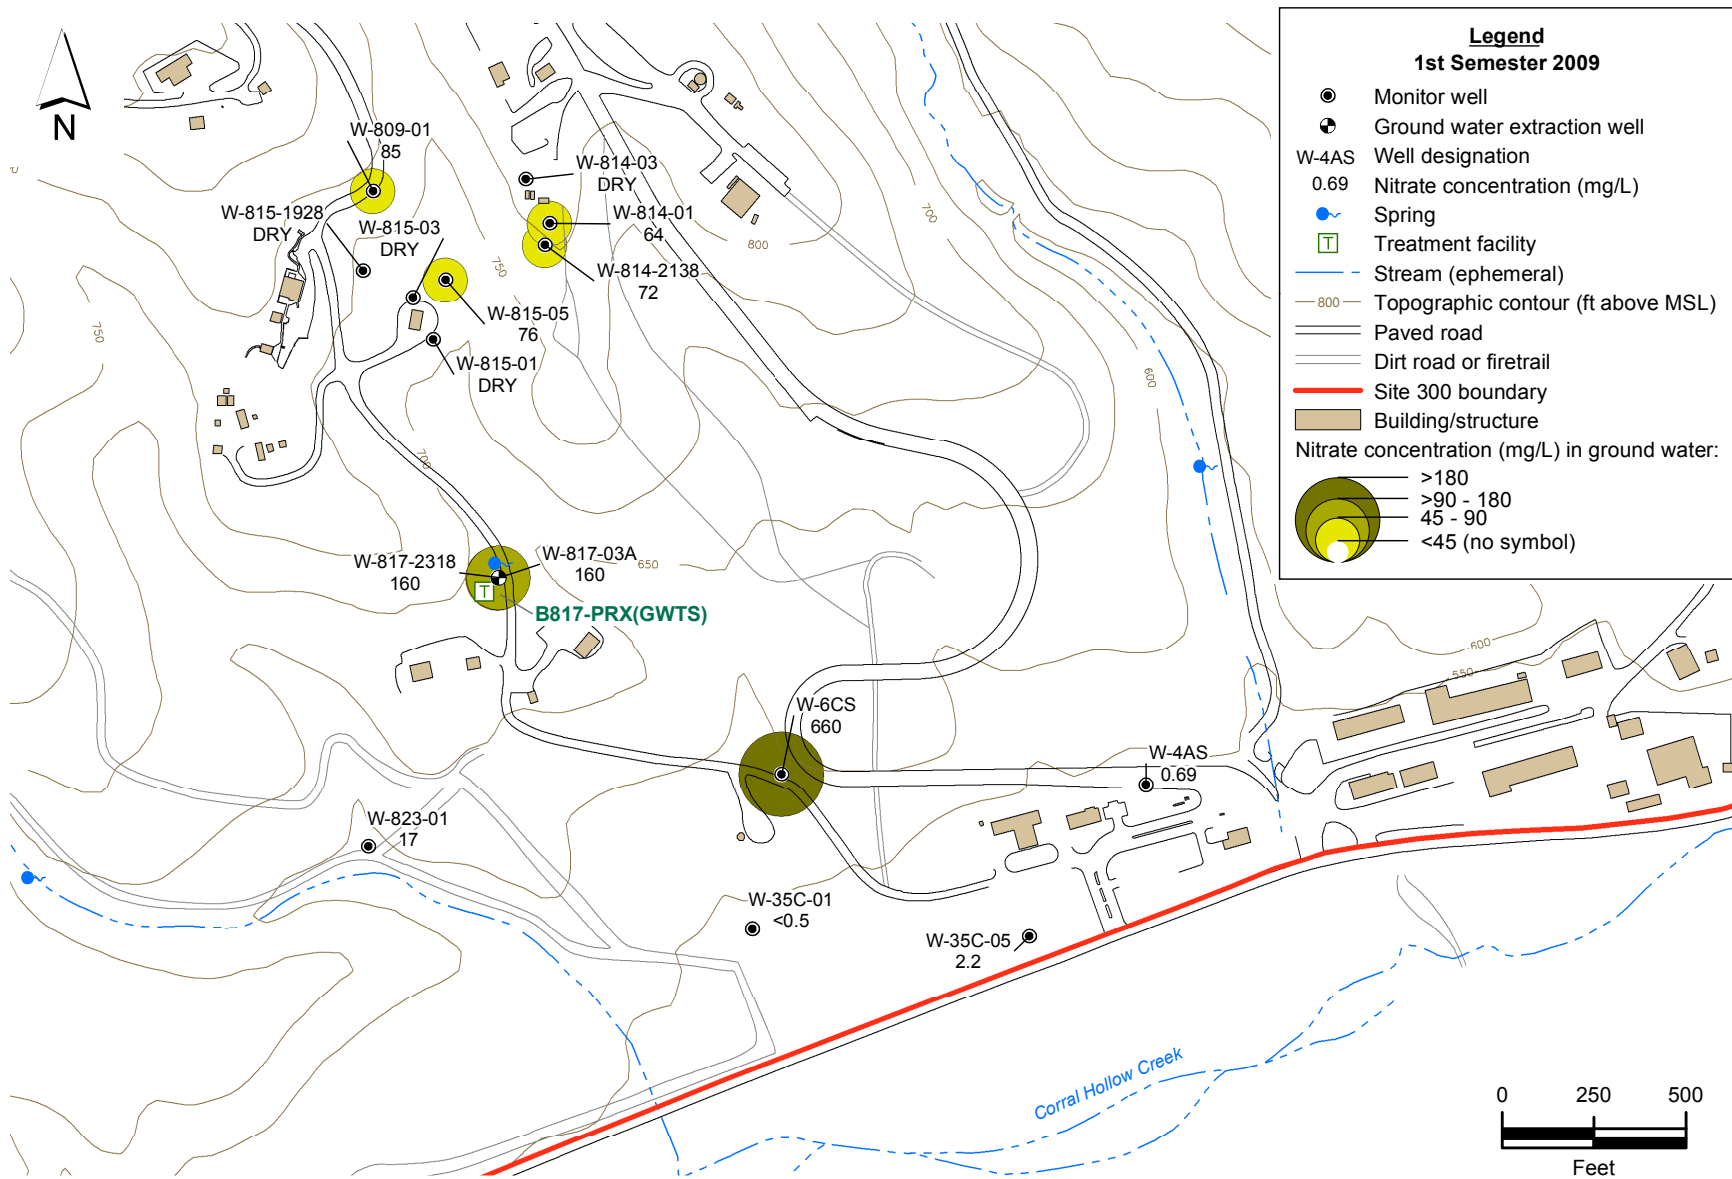 Legend
1st Semester 2009
Monitor well
Ground water extraction well
W-4AS Well designation
0.69 Nitrate concentration (mg/L)
Spring
T Treatment facility
Stream (ephemeral)
800 Topographic contour (ft above MSL)
Paved road
Dirt road or firetrail
Site 300 boundary
Building/structure
Nitrate concentration (mg/L) in ground water:
>180
>90 - 180
45 - 90
<45 (no symbol)
N
W-809-01
85
W-814-03
DRY
W-815-1928
DRY
W-815-03
DRY
W-814-01
64
W-814-2138
72
W-815-05
76
W-815-01
DRY
750
750
800
700
600
700
650
W-817-2318
160
W-817-03A
160
T
B817-PRX(GWTS)
W-6CS
660
W-4AS
0.69
600
550
W-823-01
17
W-35C-01
<0.5
W-35C-05
2.2
Corral Hollow Creek
0 250 500
Feet